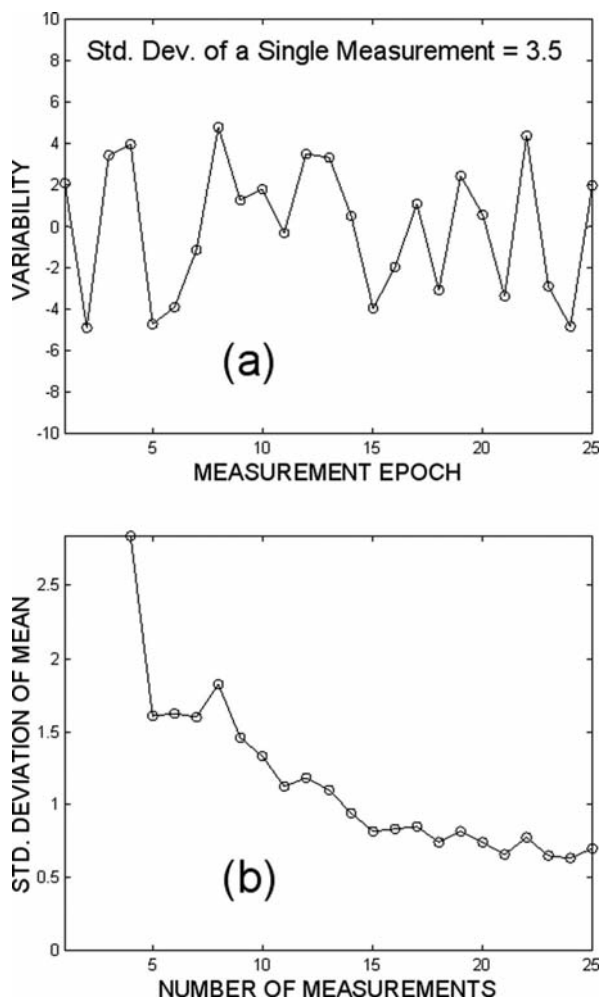 10
Std. Dev. of a Single Measurement = 3.5
8
6
4
2
0
-2
-4
-6
-8
-10
VARIABILITY
(a)
5 10 15 20 25
MEASUREMENT EPOCH
2.5
2
1.5
1
0.5
0
STD. DEVIATION OF MEAN
(b)
5 10 15 20 25
NUMBER OF MEASUREMENTS